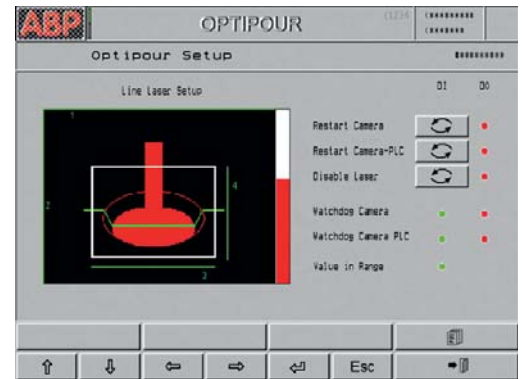 ABP
OPTIPOUR
(1234
Optipour Setup
Line Laser Setup
DI DO
1
2
3
4
Restart Camera
Restart Camera-PLC
Disable Laser
Watchdog Camera
Watchdog Camera PLC
Value in Range
Esc